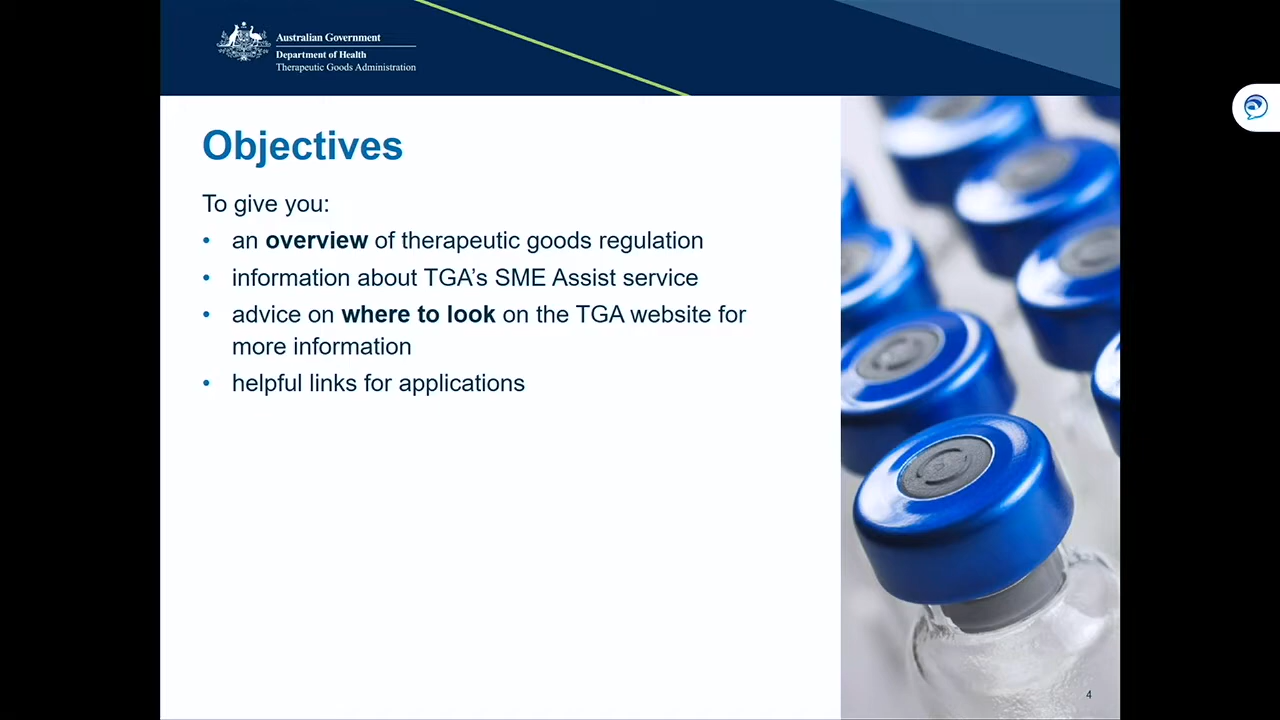 Australian Government
Department of Health
Therapeutic Goods Administration
Objectives
To give you:
• an overview of therapeutic goods regulation
• information about TGA’s SME Assist service
• advice on where to look on the TGA website for
more information
• helpful links for applications
4